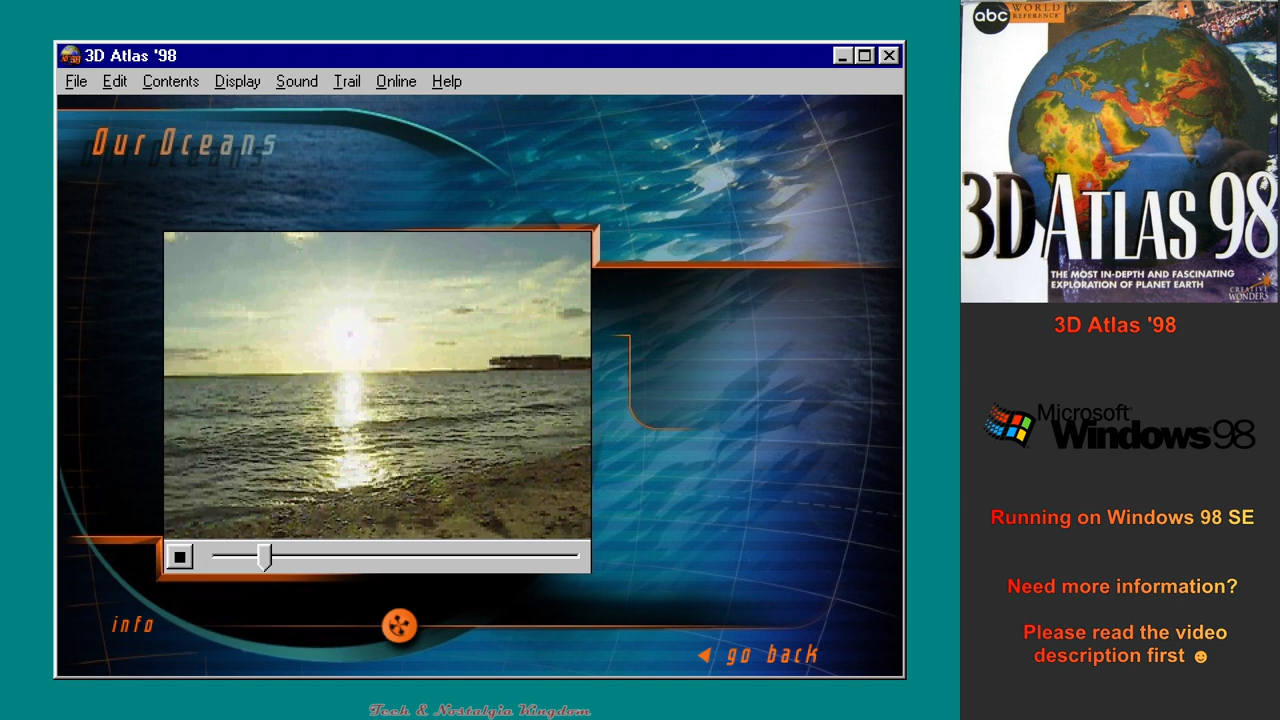 3D Atlas '98
File Edit Contents Display Sound Trail Online Help
Our Oceans
info
go back
Tech & Nostalgia Kingdom
abc WORLD
REFERENCE
3D ATLAS 98
THE MOST IN-DEPTH AND FASCINATING
EXPLORATION OF PLANET EARTH
CREATIVE
WONDERS
3D Atlas '98
Microsoft
Windows 98
Running on Windows 98 SE
Need more information?
Please read the video
description first ☻